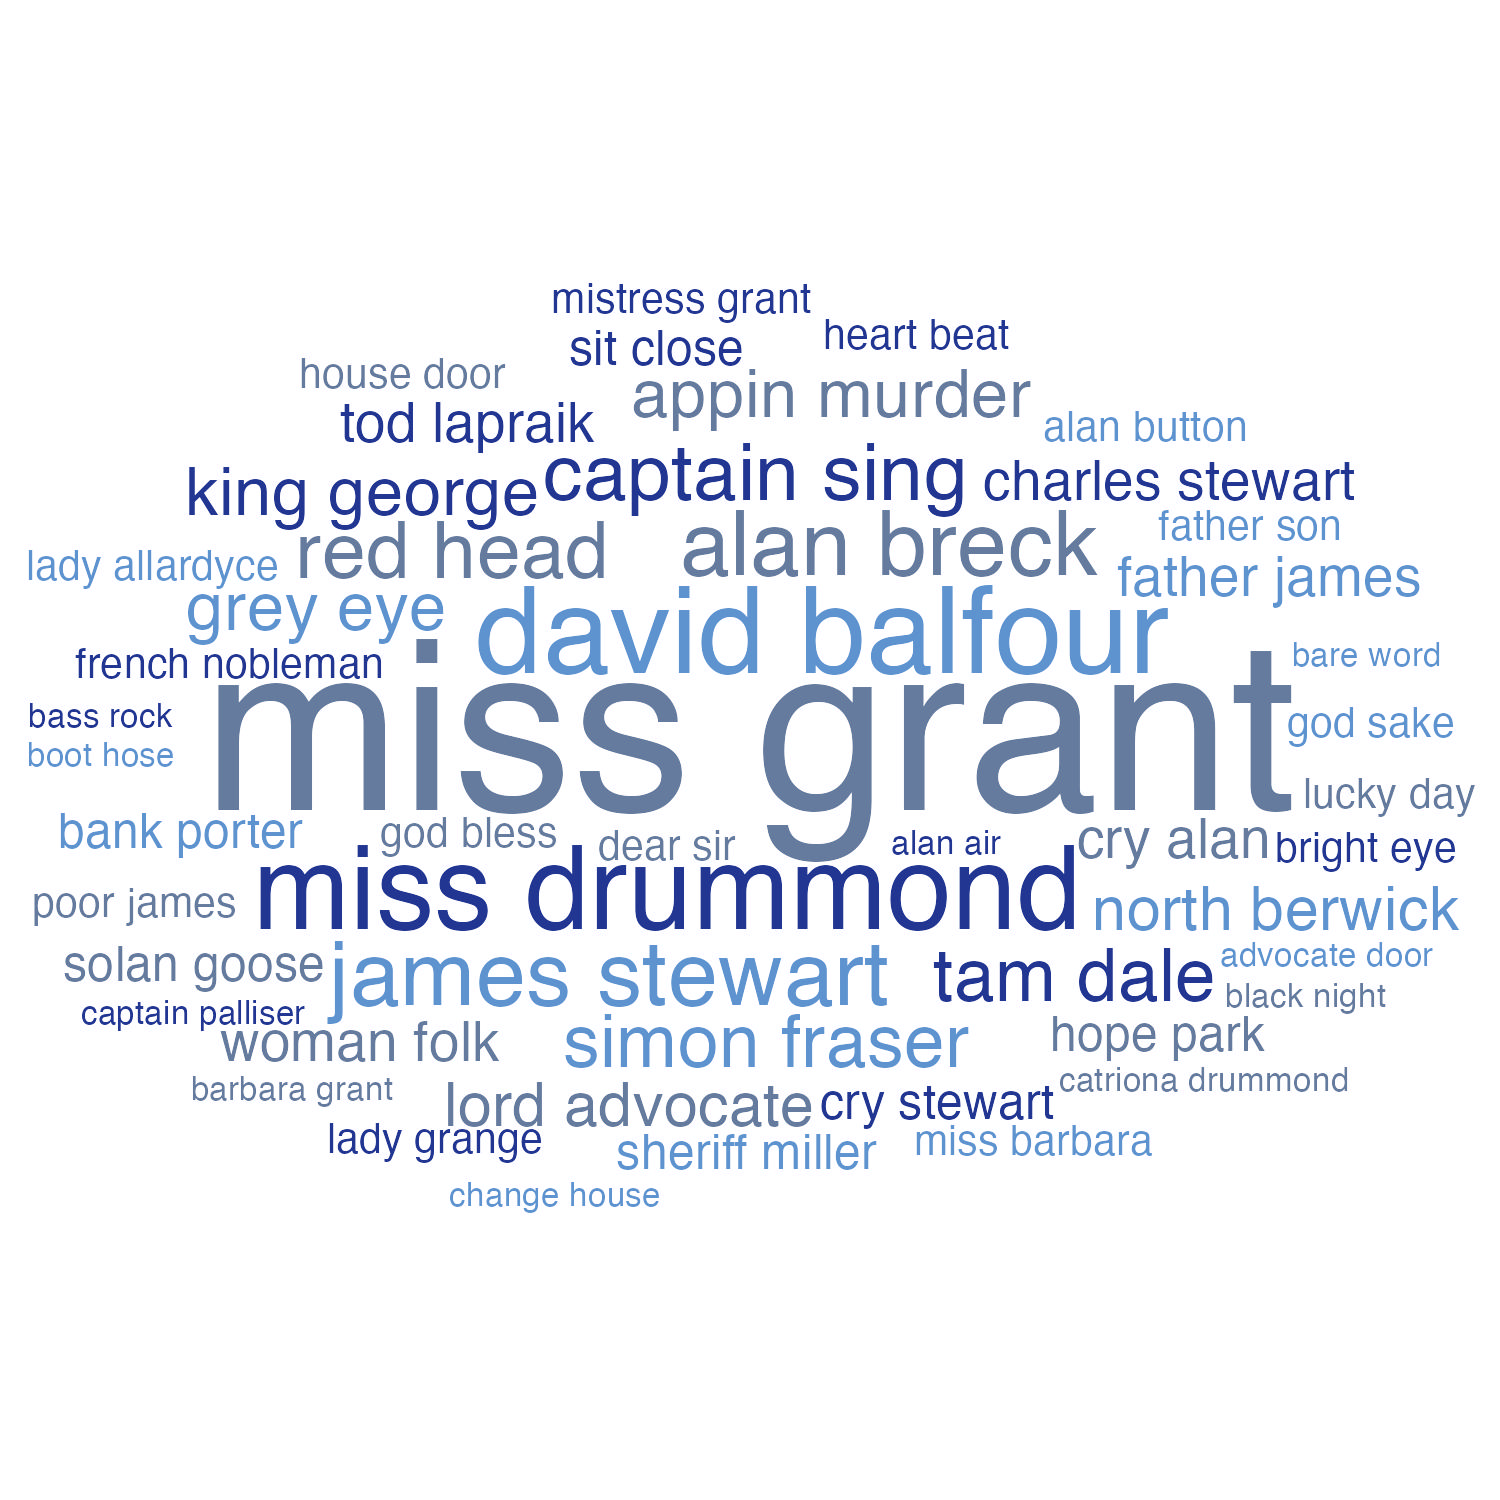 mistress grant
heart beat
sit close
house door
appin murder
tod lapraik
alan button
captain sing
charles stewart
king george
father son
alan breck
red head
lady allardyce
father james
grey eye
david balfour
french nobleman
bare word
miss grant
bass rock
god sake
boot hose
lucky day
bank porter
god bless
dear sir
alan air
cry alan
bright eye
miss drummond
poor james
north berwick
solan goose
james stewart
tam dale
advocate door
black night
captain palliser
woman folk
simon fraser
hope park
barbara grant
catriona drummond
lord advocate
cry stewart
lady grange
sheriff miller
miss barbara
change house